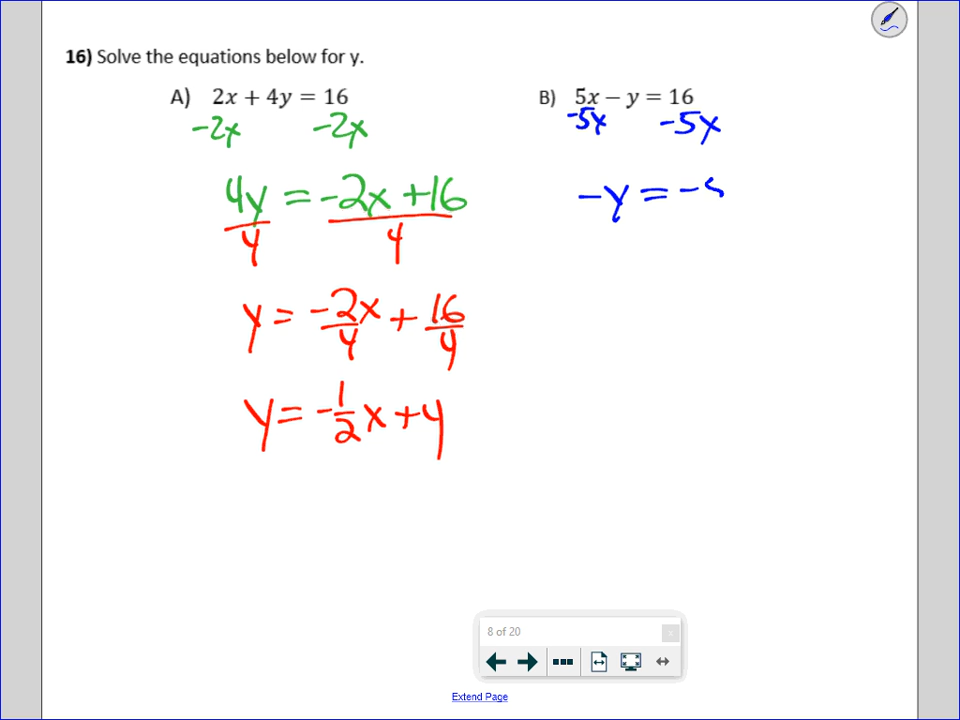 16) Solve the equations below for y.
A) 2x + 4y = 16
-2x -2x
4y = -2x + 16
4 4
y = -2x/4 + 16/4
y = -1/2 x + 4
B) 5x − y = 16
-5x -5x
-y = -5
8 of 20
Extend Page